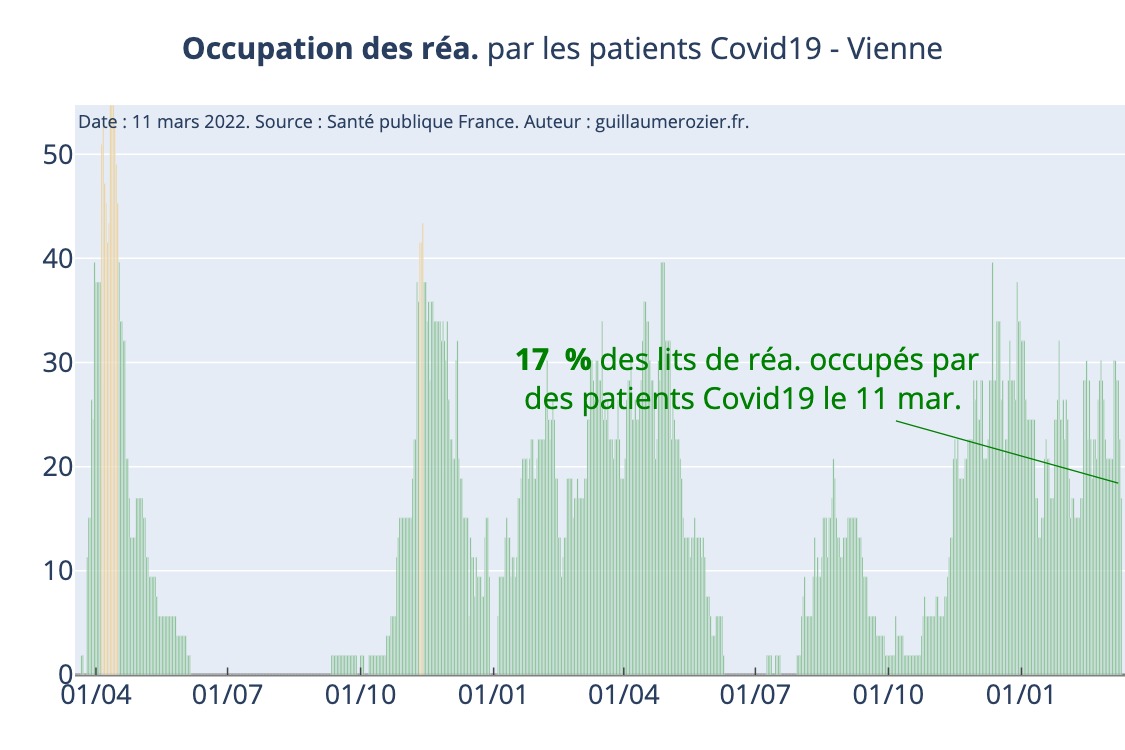 Occupation des réa. par les patients Covid19 - Vienne
Date : 11 mars 2022. Source : Santé publique France. Auteur : guillaumerozier.fr.
50
40
30
20
10
0
17 % des lits de réa. occupés par
des patients Covid19 le 11 mar.
01/04 01/07 01/10 01/01 01/04 01/07 01/10 01/01